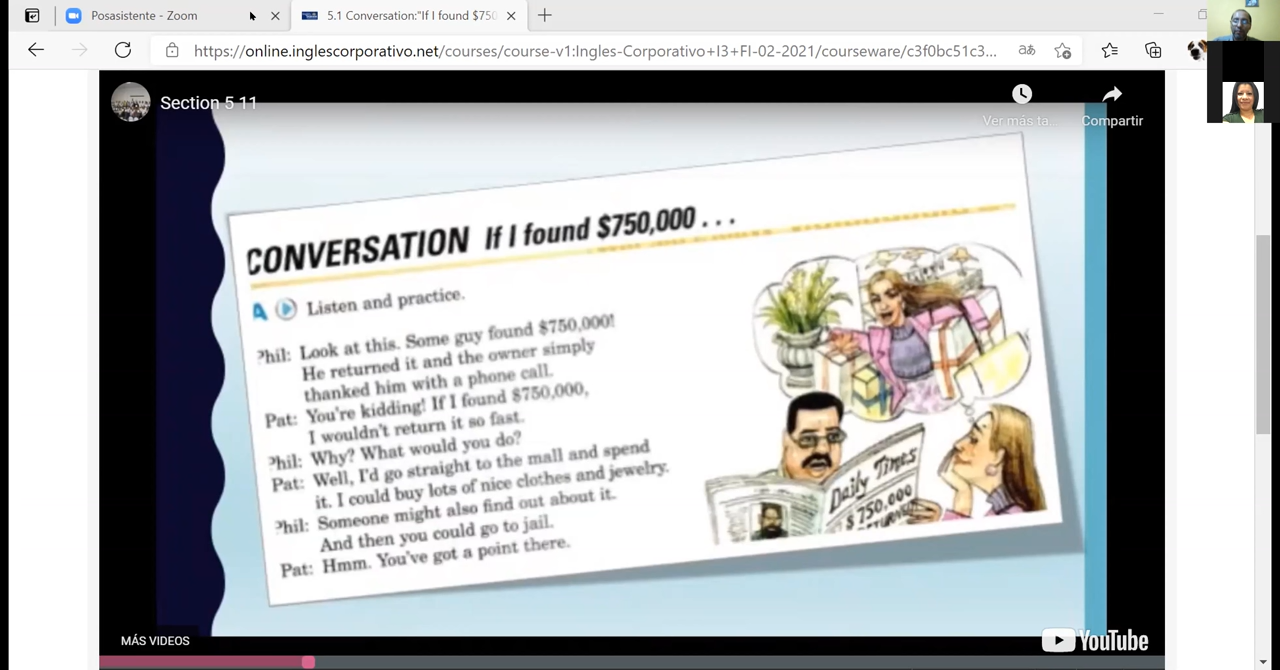 Posasistente - Zoom
5.1 Conversation:"If I found $750
https://online.inglescorporativo.net/courses/course-v1:Ingles-Corporativo+I3+FI-02-2021/courseware/c3f0bc51c3...
Section 5 11
Ver más ta...
Compartir
CONVERSATION If I found $750,000 . . .
A Listen and practice.
Phil: Look at this. Some guy found $750,000!
He returned it and the owner simply
thanked him with a phone call.
Pat: You're kidding! If I found $750,000,
I wouldn't return it so fast.
Phil: Why? What would you do?
Pat: Well, I'd go straight to the mall and spend
it. I could buy lots of nice clothes and jewelry.
Phil: Someone might also find out about it.
And then you could go to jail.
Pat: Hmm. You've got a point there.
Daily Times
$750,000
MÁS VIDEOS
YouTube